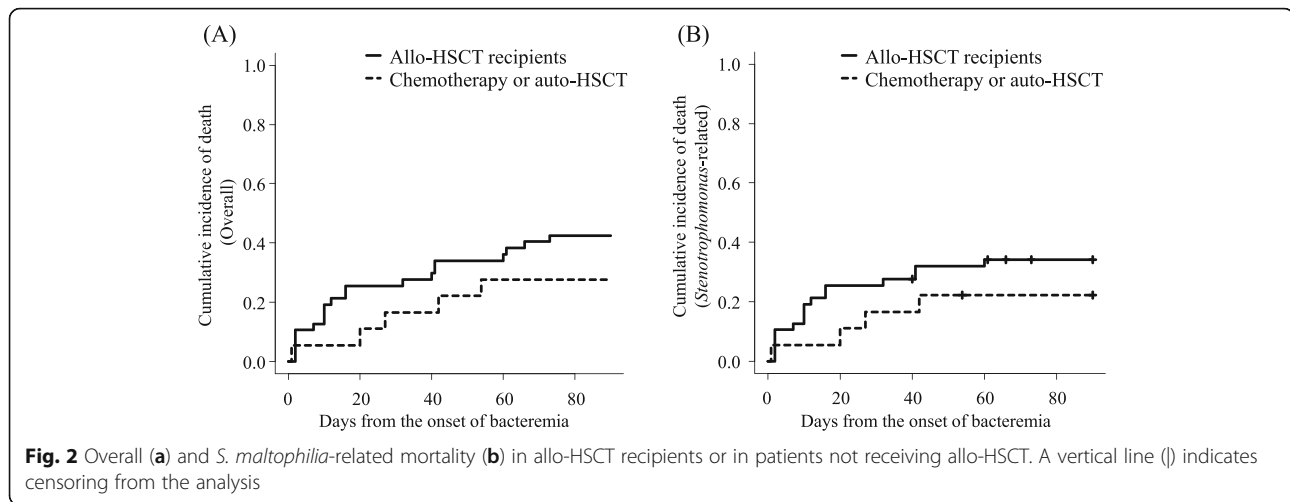 (A)
Allo-HSCT recipients
Chemotherapy or auto-HSCT
Cumulative incidence of death
(Overall)
1.0
0.8
0.6
0.4
0.2
0.0
0 20 40 60 80
Days from the onset of bacteremia
(B)
Allo-HSCT recipients
Chemotherapy or auto-HSCT
Cumulative incidence of death
(Stenotrophomonas-related)
1.0
0.8
0.6
0.4
0.2
0.0
0 20 40 60 80
Days from the onset of bacteremia
Fig. 2 Overall (a) and S. maltophilia-related mortality (b) in allo-HSCT recipients or in patients not receiving allo-HSCT. A vertical line (|) indicates
censoring from the analysis